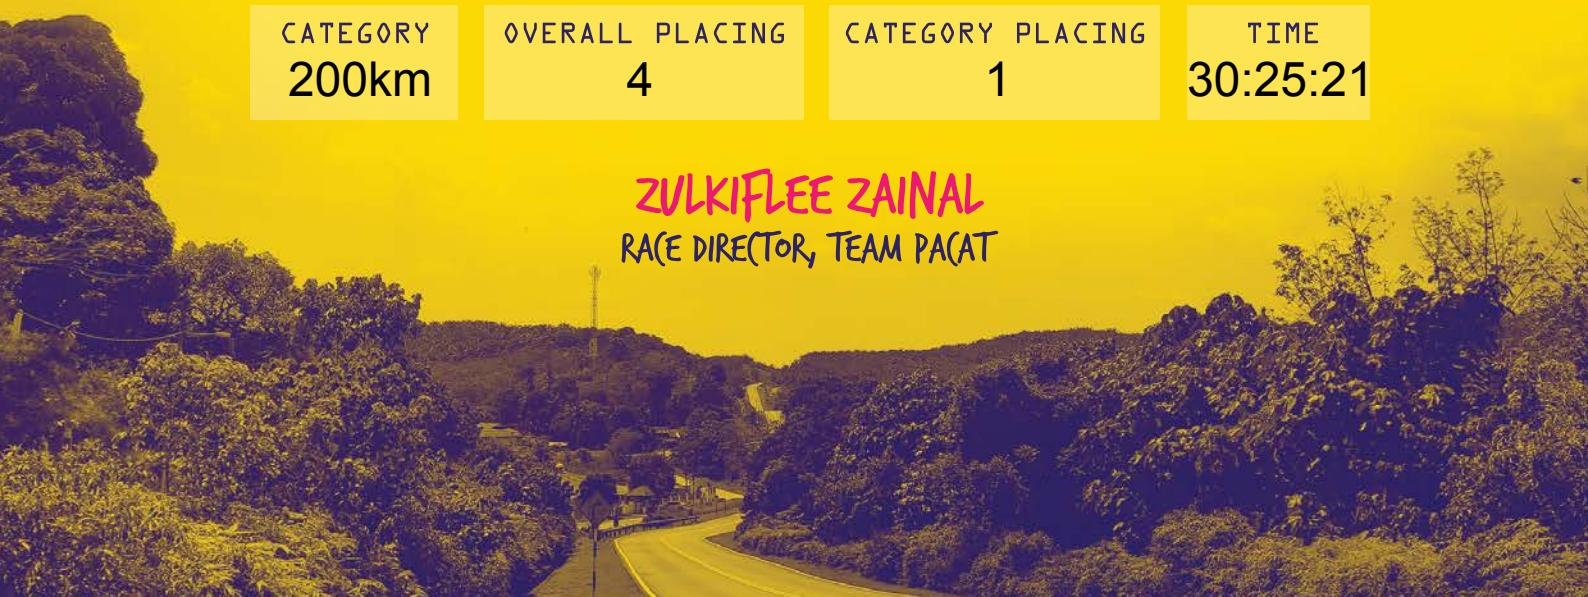 CATEGORY
200km
OVERALL PLACING
4
CATEGORY PLACING
1
TIME
30:25:21
ZULKIFLEE ZAINAL
RACE DIRECTOR, TEAM PACAT